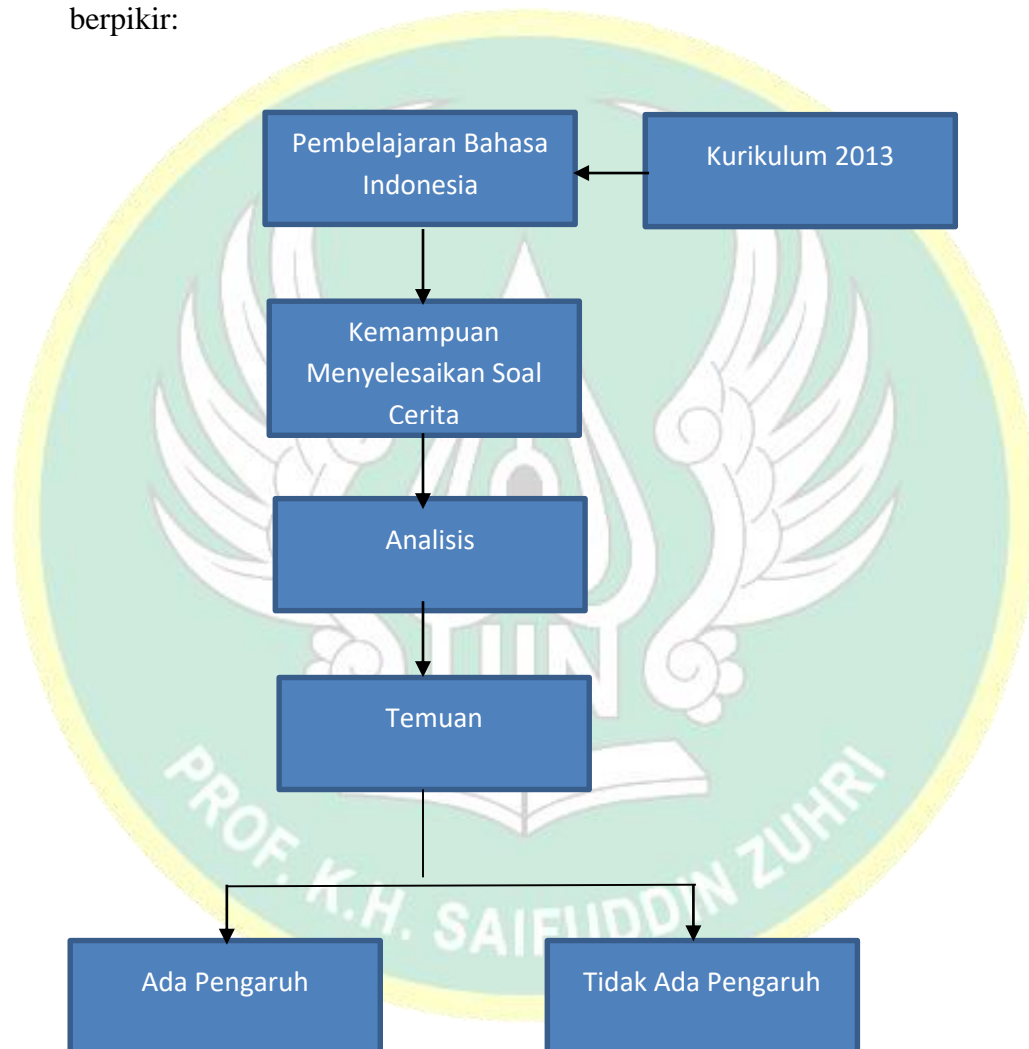 berpikir:
Pembelajaran Bahasa
Indonesia
Kurikulum 2013
Kemampuan
Menyelesaikan Soal
Cerita
Analisis
Temuan
Ada Pengaruh
Tidak Ada Pengaruh
UIN
PROF. K.H. SAIFUDDIN ZUHRI